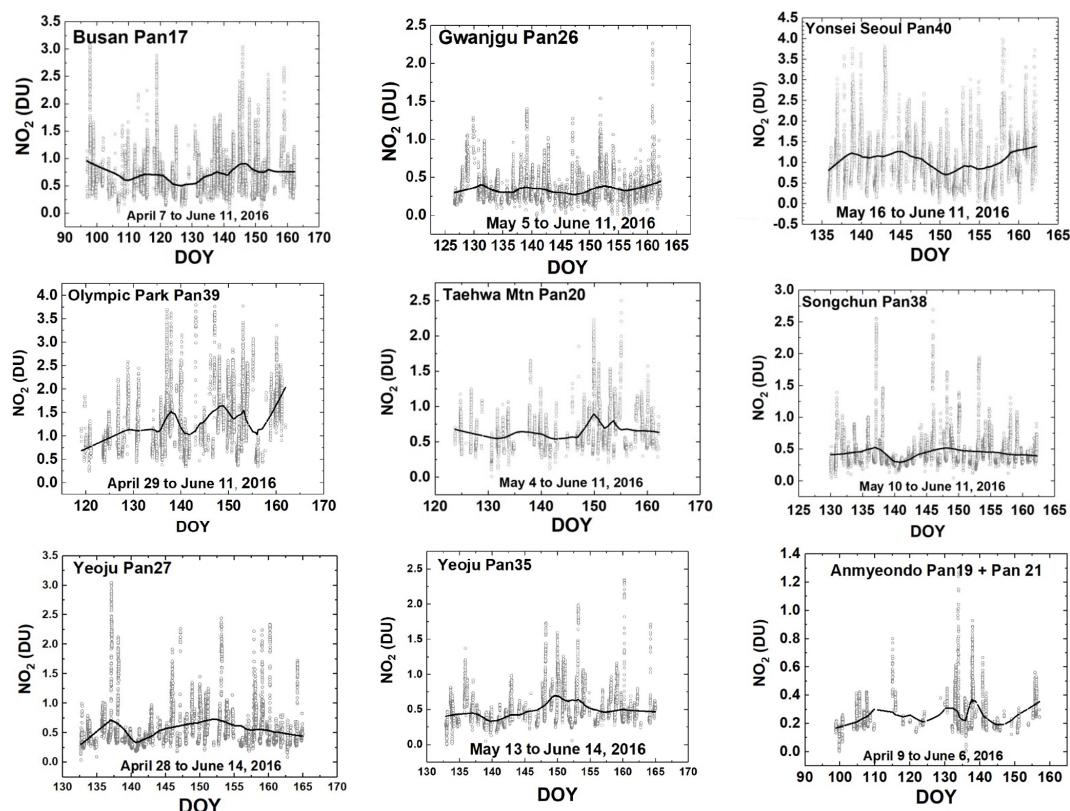 Busan Pan17
NO2 (DU)
3.5
3.0
2.5
2.0
1.5
1.0
0.5
0.0
April 7 to June 11, 2016
90 100 110 120 130 140 150 160 170
DOY
Gwanjgu Pan26
NO2 (DU)
2.5
2.0
1.5
1.0
0.5
0.0
May 5 to June 11, 2016
125 130 135 140 145 150 155 160 165
DOY
Yonsei Seoul Pan40
NO2 (DU)
4.5
4.0
3.5
3.0
2.5
2.0
1.5
1.0
0.5
0.0
-0.5
May 16 to June 11, 2016
135 140 145 150 155 160 165
DOY
Olympic Park Pan39
NO2 (DU)
4.0
3.5
3.0
2.5
2.0
1.5
1.0
0.5
0.0
April 29 to June 11, 2016
120 130 140 150 160 170
DOY
Taehwa Mtn Pan20
NO2 (DU)
2.5
2.0
1.5
1.0
0.5
0.0
May 4 to June 11, 2016
120 130 140 150 160 170
DOY
Songchun Pan38
NO2 (DU)
3.0
2.5
2.0
1.5
1.0
0.5
0.0
May 10 to June 11, 2016
125 130 135 140 145 150 155 160 165
DOY
Yeoju Pan27
NO2 (DU)
3.5
3.0
2.5
2.0
1.5
1.0
0.5
0.0
April 28 to June 14, 2016
130 135 140 145 150 155 160 165 170
DOY
Yeoju Pan35
NO2 (DU)
2.5
2.0
1.5
1.0
0.5
0.0
May 13 to June 14, 2016
130 135 140 145 150 155 160 165 170
DOY
Anmyeondo Pan19 + Pan 21
NO2 (DU)
1.4
1.2
1.0
0.8
0.6
0.4
0.2
0.0
April 9 to June 6, 2016
90 100 110 120 130 140 150 160
DOY